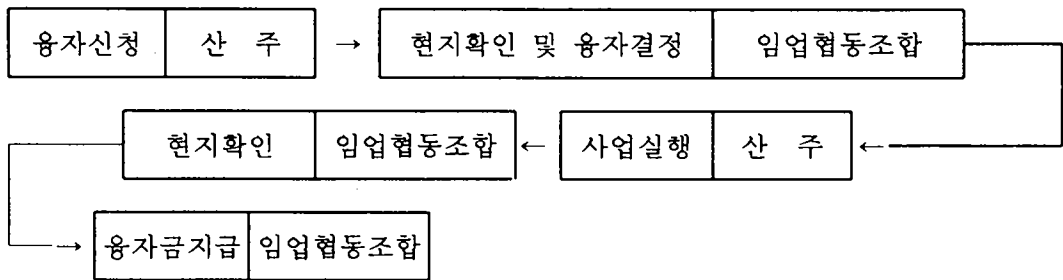 융자신청 산 주 → 현지확인 및 융자결정 임업협동조합
현지확인 임업협동조합 ← 사업실행 산 주 ←
→ 융자금지급 임업협동조합